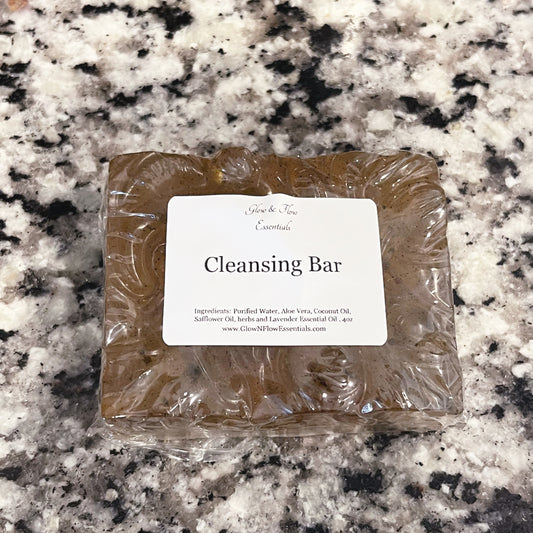 Glow & Flow
Essentials
Cleansing Bar
Ingredients: Purified Water, Aloe Vera, Coconut Oil,
Safflower Oil, herbs and Lavender Essential Oil . 4oz
www.GlowNFlowEssentials.com